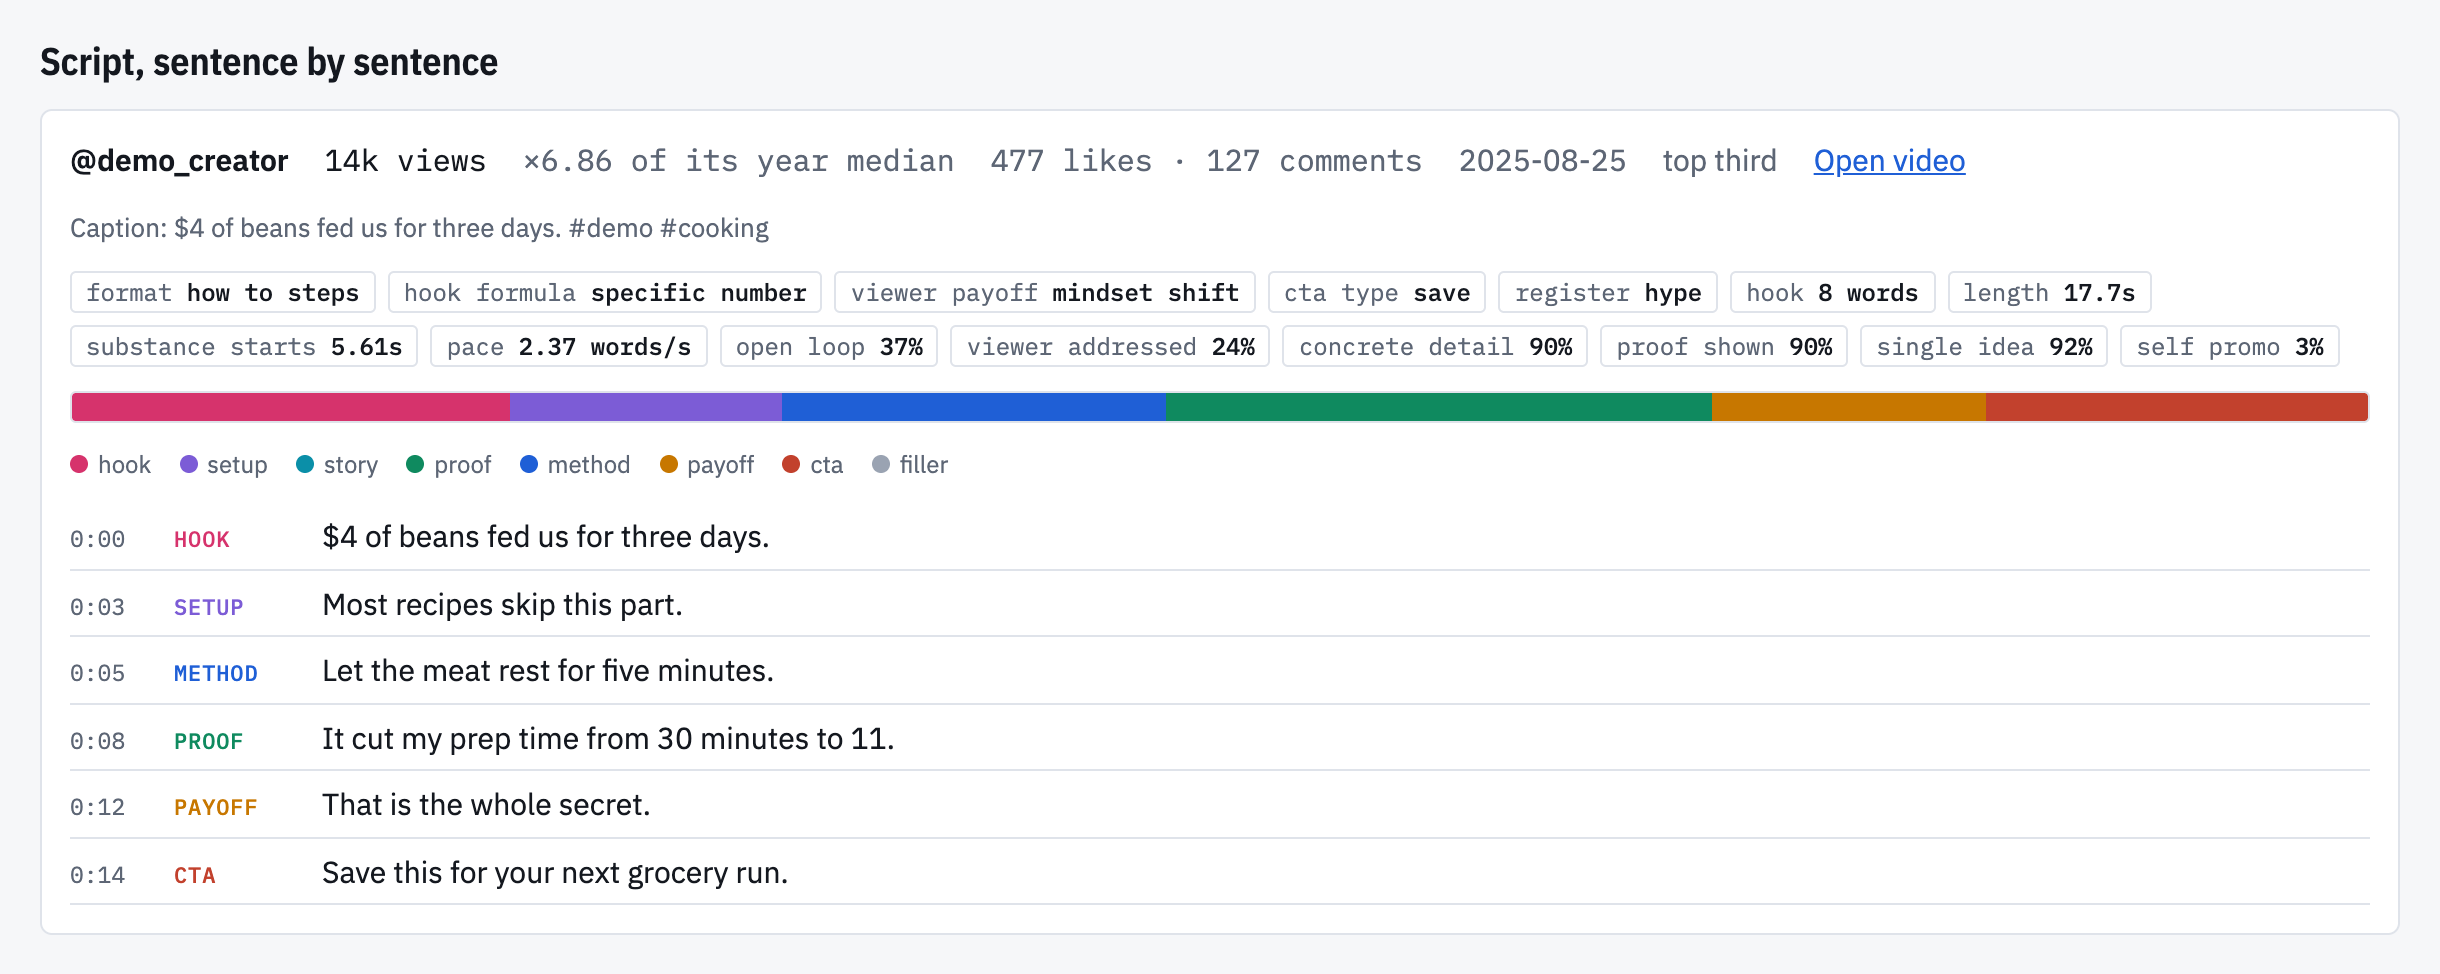 Script, sentence by sentence
@demo_creator 14k views ×6.86 of its year median 477 likes · 127 comments 2025-08-25 top third Open video
Caption: $4 of beans fed us for three days. #demo #cooking
format how to steps hook formula specific number viewer payoff mindset shift cta type save register hype hook 8 words length 17.7s
substance starts 5.61s pace 2.37 words/s open loop 37% viewer addressed 24% concrete detail 90% proof shown 90% single idea 92% self promo 3%
hook setup story proof method payoff cta filler
0:00 HOOK $4 of beans fed us for three days.
0:03 SETUP Most recipes skip this part.
0:05 METHOD Let the meat rest for five minutes.
0:08 PROOF It cut my prep time from 30 minutes to 11.
0:12 PAYOFF That is the whole secret.
0:14 CTA Save this for your next grocery run.